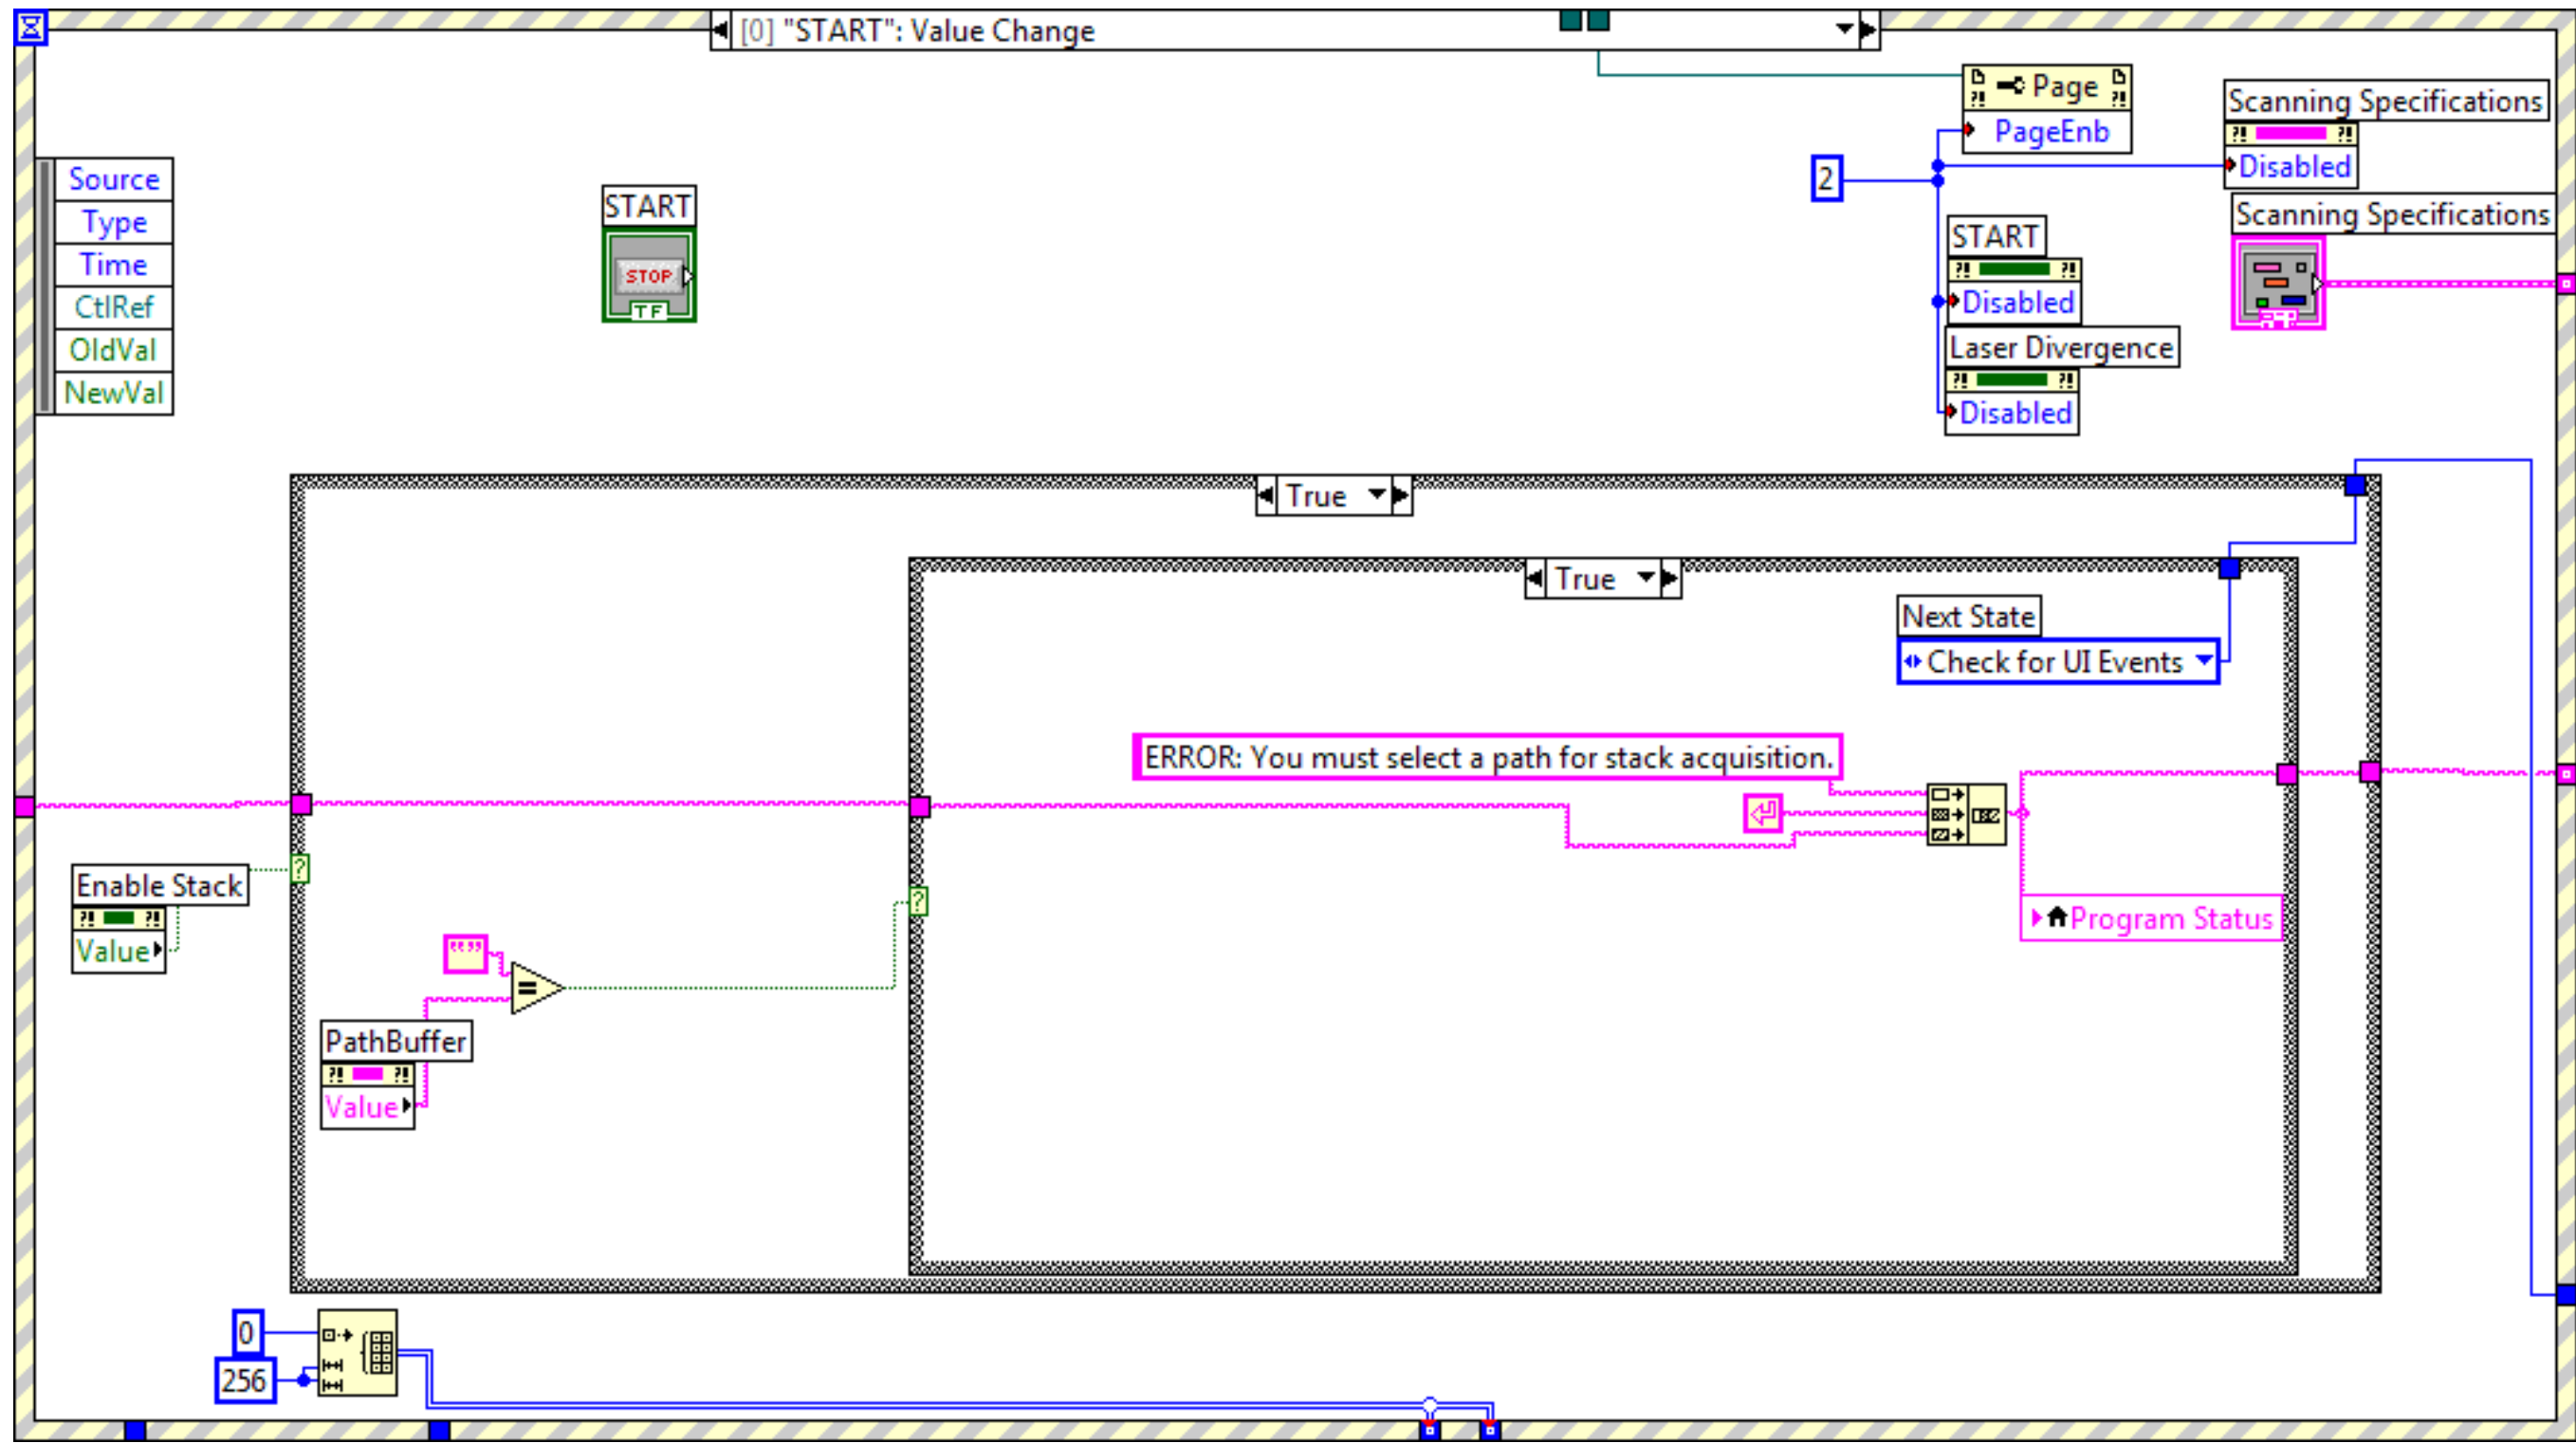 [0] "START": Value Change
Page
PageEnb
Scanning Specifications
Disabled
2
Scanning Specifications
Source
Type
Time
CtlRef
OldVal
NewVal
START
STOP
TF
START
Disabled
Laser Divergence
Disabled
True
True
Next State
Check for UI Events
ERROR: You must select a path for stack acquisition.
Enable Stack
?! ?!
Value
?
?
Program Status
""
=
PathBuffer
?! ?!
Value
0
256